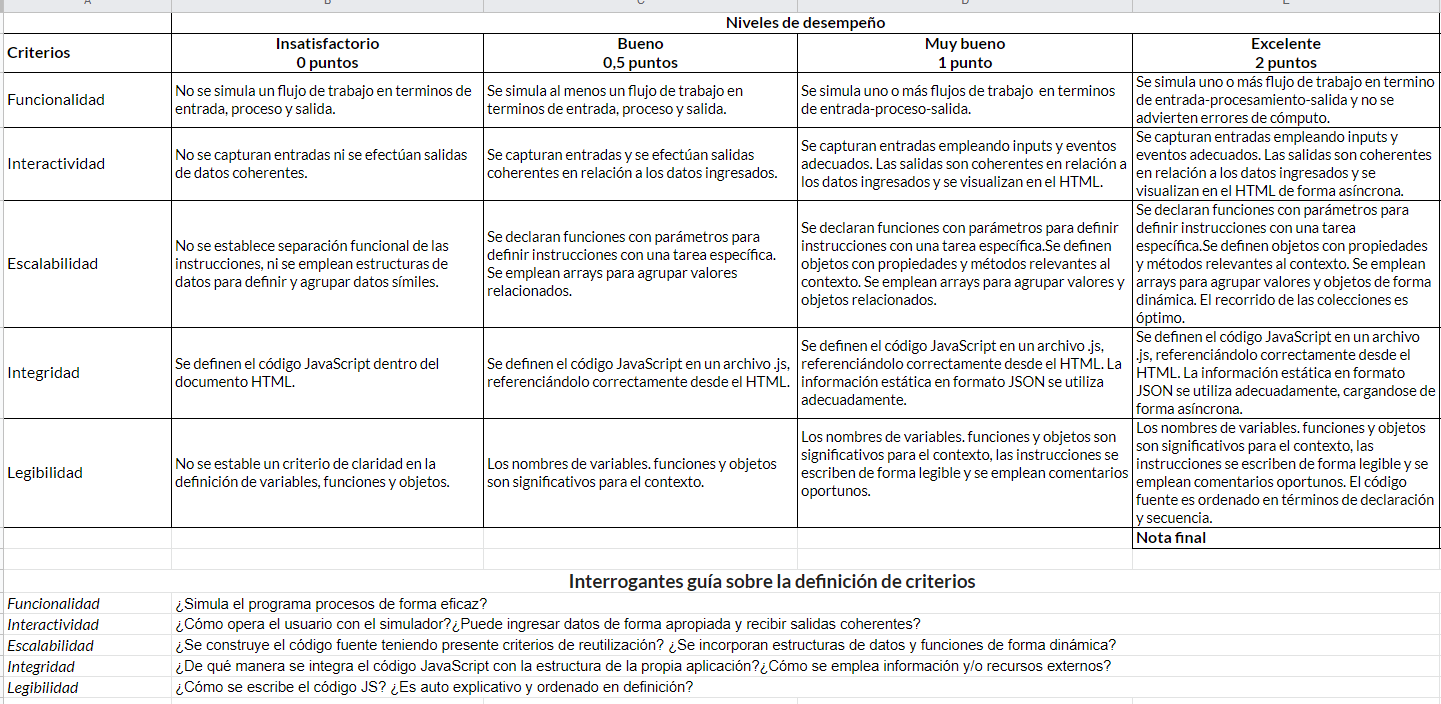 A B C D E
Niveles de desempeño
Criterios
Insatisfactorio
0 puntos
Bueno
0,5 puntos
Muy bueno
1 punto
Excelente
2 puntos
Funcionalidad
No se simula un flujo de trabajo en terminos de
entrada, proceso y salida.
Se simula al menos un flujo de trabajo en
terminos de entrada, proceso y salida.
Se simula uno o más flujos de trabajo en terminos
de entrada-proceso-salida.
Se simula uno o más flujo de trabajo en termino
de entrada-procesamiento-salida y no se
advierten errores de cómputo.
Interactividad
No se capturan entradas ni se efectúan salidas
de datos coherentes.
Se capturan entradas y se efectúan salidas
coherentes en relación a los datos ingresados.
Se capturan entradas empleando inputs y eventos
adecuados. Las salidas son coherentes en relación a
los datos ingresados y se visualizan en el HTML.
Se capturan entradas empleando inputs y
eventos adecuados. Las salidas son coherentes
en relación a los datos ingresados y se
visualizan en el HTML de forma asíncrona.
Escalabilidad
No se establece separación funcional de las
instrucciones, ni se emplean estructuras de
datos para definir y agrupar datos símiles.
Se declaran funciones con parámetros para
definir instrucciones con una tarea específica.
Se emplean arrays para agrupar valores
relacionados.
Se declaran funciones con parámetros para definir
instrucciones con una tarea específica.Se definen
objetos con propiedades y métodos relevantes al
contexto. Se emplean arrays para agrupar valores y
objetos relacionados.
Se declaran funciones con parámetros para
definir instrucciones con una tarea
específica.Se definen objetos con propiedades
y métodos relevantes al contexto. Se emplean
arrays para agrupar valores y objetos de forma
dinámica. El recorrido de las colecciones es
óptimo.
Integridad
Se definen el código JavaScript dentro del
documento HTML.
Se definen el código JavaScript en un archivo .js,
referenciándolo correctamente desde el HTML.
Se definen el código JavaScript en un archivo .js,
referenciándolo correctamente desde el HTML. La
información estática en formato JSON se utiliza
adecuadamente.
Se definen el código JavaScript en un archivo
.js, referenciándolo correctamente desde el
HTML. La información estática en formato
JSON se utiliza adecuadamente, cargandose de
forma asíncrona.
Legibilidad
No se estable un criterio de claridad en la
definición de variables, funciones y objetos.
Los nombres de variables. funciones y objetos
son significativos para el contexto.
Los nombres de variables. funciones y objetos son
significativos para el contexto, las instrucciones se
escriben de forma legible y se emplean comentarios
oportunos.
Los nombres de variables. funciones y objetos
son significativos para el contexto, las
instrucciones se escriben de forma legible y se
emplean comentarios oportunos. El código
fuente es ordenado en términos de declaración
y secuencia.
Nota final
Interrogantes guía sobre la definición de criterios
Funcionalidad ¿Simula el programa procesos de forma eficaz?
Interactividad ¿Cómo opera el usuario con el simulador?¿Puede ingresar datos de forma apropiada y recibir salidas coherentes?
Escalabilidad ¿Se construye el código fuente teniendo presente criterios de reutilización? ¿Se incorporan estructuras de datos y funciones de forma dinámica?
Integridad ¿De qué manera se integra el código JavaScript con la estructura de la propia aplicación?¿Cómo se emplea información y/o recursos externos?
Legibilidad ¿Cómo se escribe el código JS? ¿Es auto explicativo y ordenado en definición?